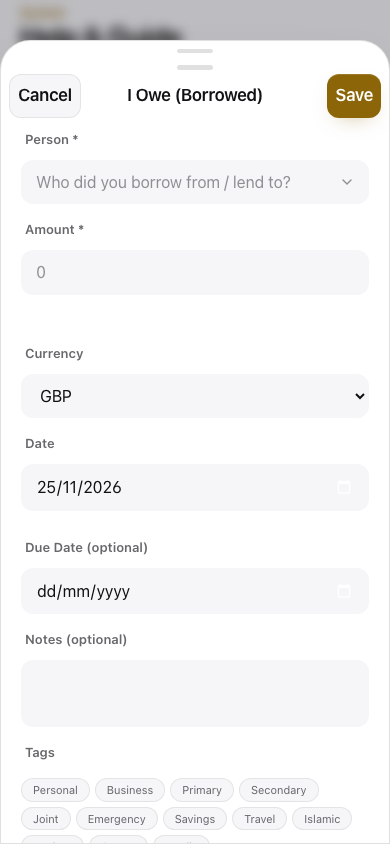 Cancel
I Owe (Borrowed)
Save
Person *
Who did you borrow from / lend to?
Amount *
0
Currency
GBP
Date
25/11/2026
Due Date (optional)
dd/mm/yyyy
Notes (optional)
Tags
Personal Business Primary Secondary
Joint Emergency Savings Travel Islamic